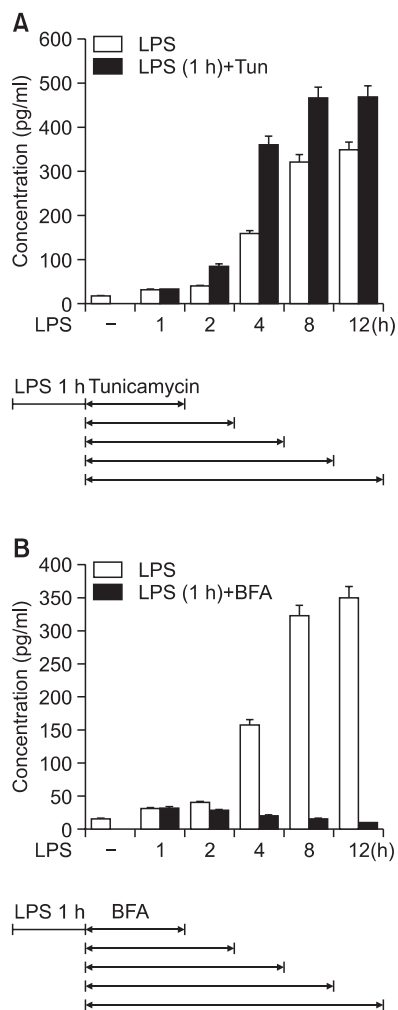 A
600
500
400
300
200
100
0
Concentration (pg/ml)
LPS
LPS (1 h)+Tun
LPS – 1 2 4 8 12(h)
LPS 1 h Tunicamycin
B
400
350
300
250
200
150
100
50
0
Concentration (pg/ml)
LPS
LPS (1 h)+BFA
LPS – 1 2 4 8 12(h)
LPS 1 h BFA